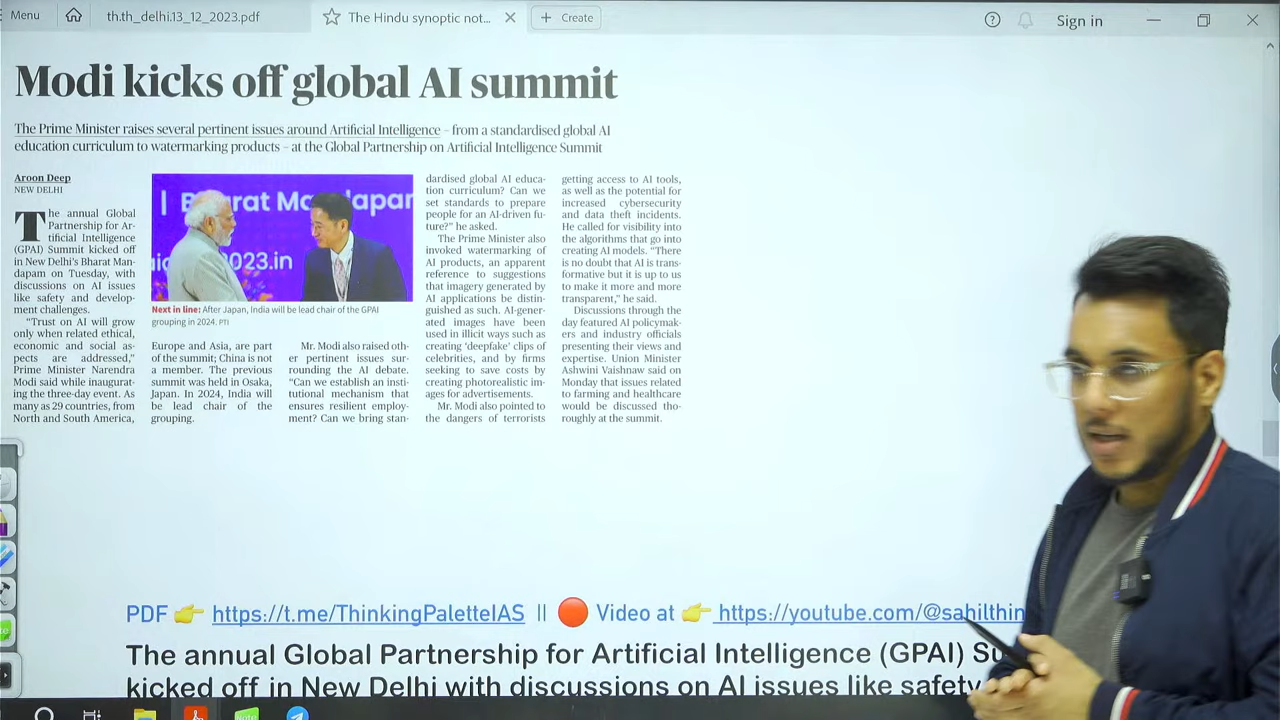 Menu
th.th_delhi.13_12_2023.pdf
The Hindu synoptic not...
+ Create
Sign in
Modi kicks off global AI summit
The Prime Minister raises several pertinent issues around Artificial Intelligence – from a standardised global AI
education curriculum to watermarking products – at the Global Partnership on Artificial Intelligence Summit
Aroon Deep
NEW DELHI
The annual Global
Partnership for Ar-
tificial Intelligence
(GPAI) Summit kicked off
in New Delhi's Bharat Man-
dapam on Tuesday, with
discussions on AI issues
like safety and develop-
ment challenges.
"Trust on AI will grow
only when related ethical,
economic and social as-
pects are addressed,"
Prime Minister Narendra
Modi said while inaugurat-
ing the three-day event. As
many as 29 countries, from
North and South America,
| Bharat Mandapam
2023.in
Next in line: After Japan, India will be lead chair of the GPAI
grouping in 2024. PTI
Europe and Asia, are part
of the summit; China is not
a member. The previous
summit was held in Osaka,
Japan. In 2024, India will
be lead chair of the
grouping.
Mr. Modi also raised oth-
er pertinent issues sur-
rounding the AI debate.
"Can we establish an insti-
tutional mechanism that
ensures resilient employ-
ment? Can we bring stan-
dardised global AI educa-
tion curriculum? Can we
set standards to prepare
people for an AI-driven fu-
ture?" he asked.
The Prime Minister also
invoked watermarking of
AI products, an apparent
reference to suggestions
that imagery generated by
AI applications be distin-
guished as such. AI-gener-
ated images have been
used in illicit ways such as
creating 'deepfake' clips of
celebrities, and by firms
seeking to save costs by
creating photorealistic im-
ages for advertisements.
Mr. Modi also pointed to
the dangers of terrorists
getting access to AI tools,
as well as the potential for
increased cybersecurity
and data theft incidents.
He called for visibility into
the algorithms that go into
creating AI models. "There
is no doubt that AI is trans-
formative but it is up to us
to make it more and more
transparent," he said.
Discussions through the
day featured AI policymak-
ers and industry officials
presenting their views and
expertise. Union Minister
Ashwini Vaishnaw said on
Monday that issues related
to farming and healthcare
would be discussed tho-
roughly at the summit.
PDF 👉 https://t.me/ThinkingPaletteIAS || 🔴 Video at 👉 https://youtube.com/@sahilthin
The annual Global Partnership for Artificial Intelligence (GPAI) Su
kicked off in New Delhi with discussions on AI issues like safety